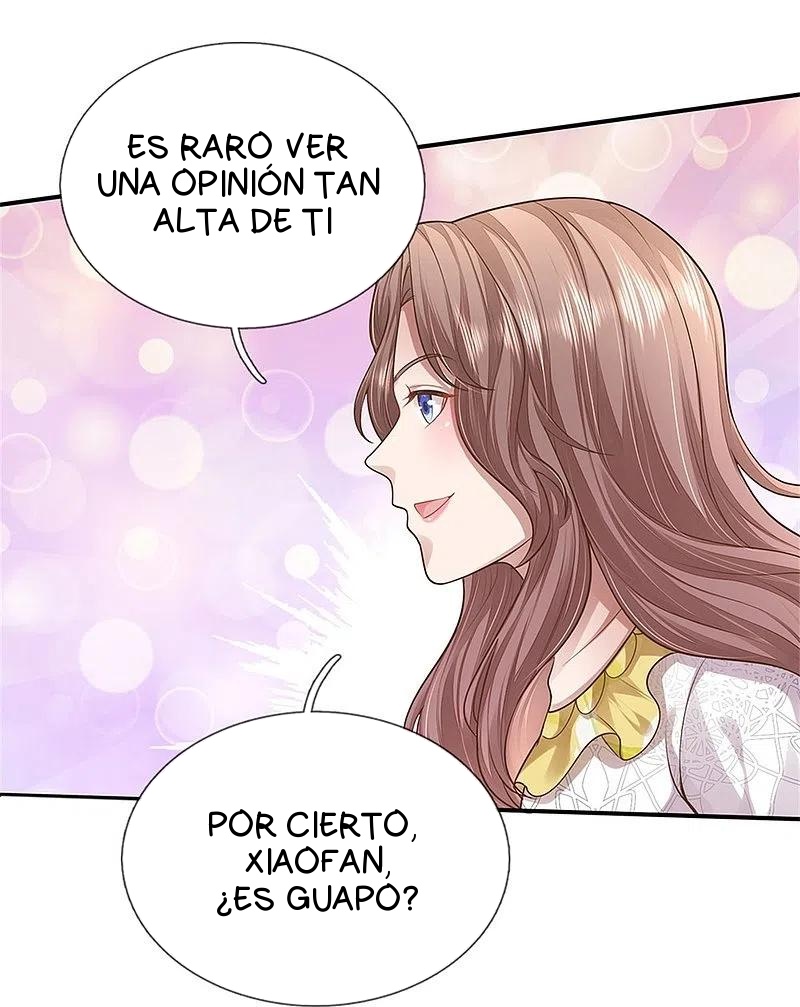 ES RARO VER
UNA OPINIÓN TAN
ALTA DE TI
POR CIERTO,
XIAOFAN,
¿ES GUAPO?